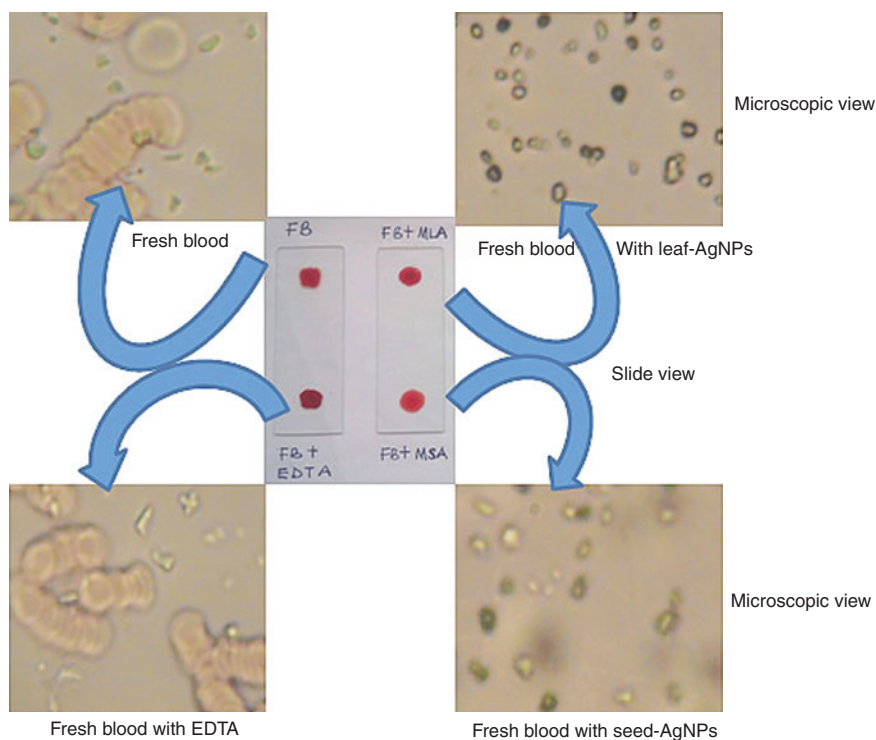 Microscopic view
Fresh blood
Fresh blood With leaf-AgNPs
FB
FB+ MLA
Slide view
FB +
EDTA
FB+ MSA
Microscopic view
Fresh blood with EDTA
Fresh blood with seed-AgNPs